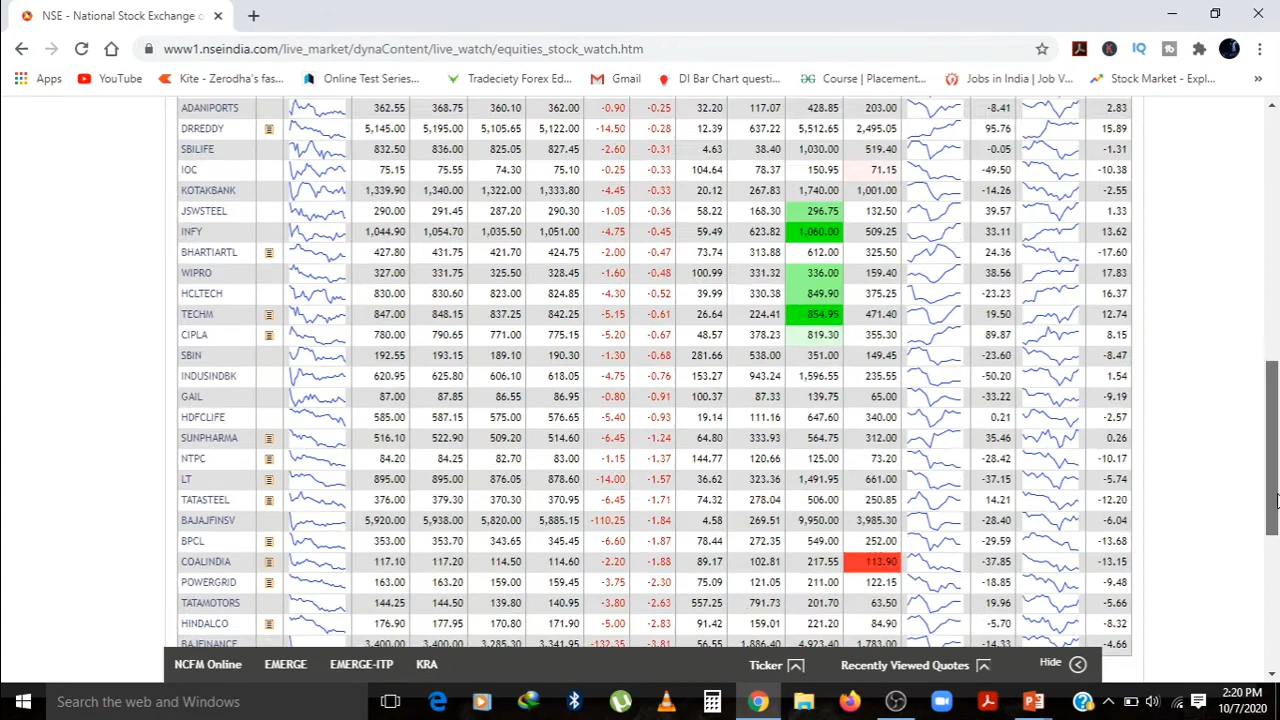 NSE - National Stock Exchange o
www1.nseindia.com/live_market/dynaContent/live_watch/equities_stock_watch.htm
Apps YouTube Kite - Zerodha's fas... Online Test Series... Tradeciety Forex Ed... Gmail DI Bar Chart questi... Course | Placement... Jobs in India | Job V... Stock Market - Expl... »
ADANIPORTS 362.55 368.75 360.10 362.00 -0.90 -0.25 32.20 117.07 428.85 203.00 -8.41 2.83
DRREDDY 5,145.00 5,195.00 5,105.65 5,122.00 -14.50 -0.28 12.39 637.22 5,512.65 2,495.05 95.76 15.89
SBILIFE 832.50 836.00 825.05 827.45 -2.60 -0.31 4.63 38.40 1,030.00 519.40 -0.05 -1.31
IOC 75.15 75.55 74.30 75.10 -0.25 -0.33 104.64 78.37 150.95 71.15 -49.50 -10.38
KOTAKBANK 1,339.90 1,340.00 1,322.00 1,333.80 -4.45 -0.33 20.12 267.83 1,740.00 1,001.00 -14.26 -2.55
JSWSTEEL 290.00 291.45 287.20 290.30 -1.05 -0.36 58.22 168.30 296.75 132.50 39.57 1.33
INFY 1,044.90 1,054.70 1,035.50 1,051.00 -4.75 -0.45 59.49 623.82 1,060.00 509.25 33.11 13.62
BHARTIARTL 427.80 431.75 421.70 424.75 -2.00 -0.47 73.74 313.88 612.00 325.50 24.36 -17.60
WIPRO 327.00 331.75 325.50 328.45 -1.60 -0.48 100.99 331.32 336.00 159.40 38.56 17.83
HCLTECH 830.00 830.60 823.00 824.85 -4.30 -0.52 39.99 330.38 849.90 375.25 -23.23 16.37
TECHM 847.00 848.15 837.25 842.25 -5.15 -0.61 26.64 224.41 854.95 471.40 19.50 12.74
CIPLA 780.00 790.65 771.00 775.15 -5.20 -0.67 48.57 378.23 819.30 355.30 89.87 8.15
SBIN 192.55 193.15 189.10 190.30 -1.30 -0.68 281.66 538.00 351.00 149.45 -23.60 -8.47
INDUSINDBK 620.95 625.80 606.10 618.05 -4.75 -0.76 153.27 943.24 1,596.55 235.55 -50.20 1.54
GAIL 87.00 87.85 86.55 86.95 -0.80 -0.91 100.37 87.33 139.75 65.00 -33.22 -9.19
HDFCLIFE 585.00 587.15 575.00 576.65 -5.40 -0.93 19.14 111.16 647.60 340.00 0.21 -2.57
SUNPHARMA 516.10 522.90 509.20 514.60 -6.45 -1.24 64.80 333.93 564.75 312.00 35.46 0.26
NTPC 84.20 84.25 82.70 83.00 -1.15 -1.37 144.77 120.66 125.00 73.20 -28.42 -10.17
LT 895.00 895.00 876.05 878.60 -14.00 -1.57 36.62 323.36 1,491.95 661.00 -37.15 -5.74
TATASTEEL 376.00 379.30 370.30 370.95 -6.45 -1.71 74.32 278.04 506.00 250.85 14.21 -12.20
BAJAJFINSV 5,920.00 5,938.00 5,820.00 5,885.15 -110.25 -1.84 4.58 269.51 9,950.00 3,985.30 -28.40 -6.04
BPCL 353.00 353.70 343.65 345.45 -6.60 -1.87 78.44 272.35 549.00 252.00 -29.59 -13.68
COALINDIA 117.10 117.20 114.50 114.60 -2.20 -1.88 89.17 102.81 217.55 113.90 -37.85 -13.15
POWERGRID 163.00 163.20 159.00 159.45 -3.75 -2.30 75.09 121.05 211.00 122.15 -18.85 -9.48
TATAMOTORS 144.25 144.50 139.80 140.95 -3.80 -2.63 557.25 791.73 201.70 63.50 19.96 -5.66
HINDALCO 176.90 177.95 170.80 171.90 -5.00 -2.83 91.42 159.01 221.20 84.90 -5.70 -8.32
BAJFINANCE 3,400.00 3,400.00 3,285.30 3,341.95 -132.35 -3.81 56.55 1,886.40 4,923.40 1,783.00 -14.33 -4.66
NCFM Online EMERGE EMERGE-ITP KRA Ticker Recently Viewed Quotes Hide
Search the web and Windows
2:20 PM
10/7/2020